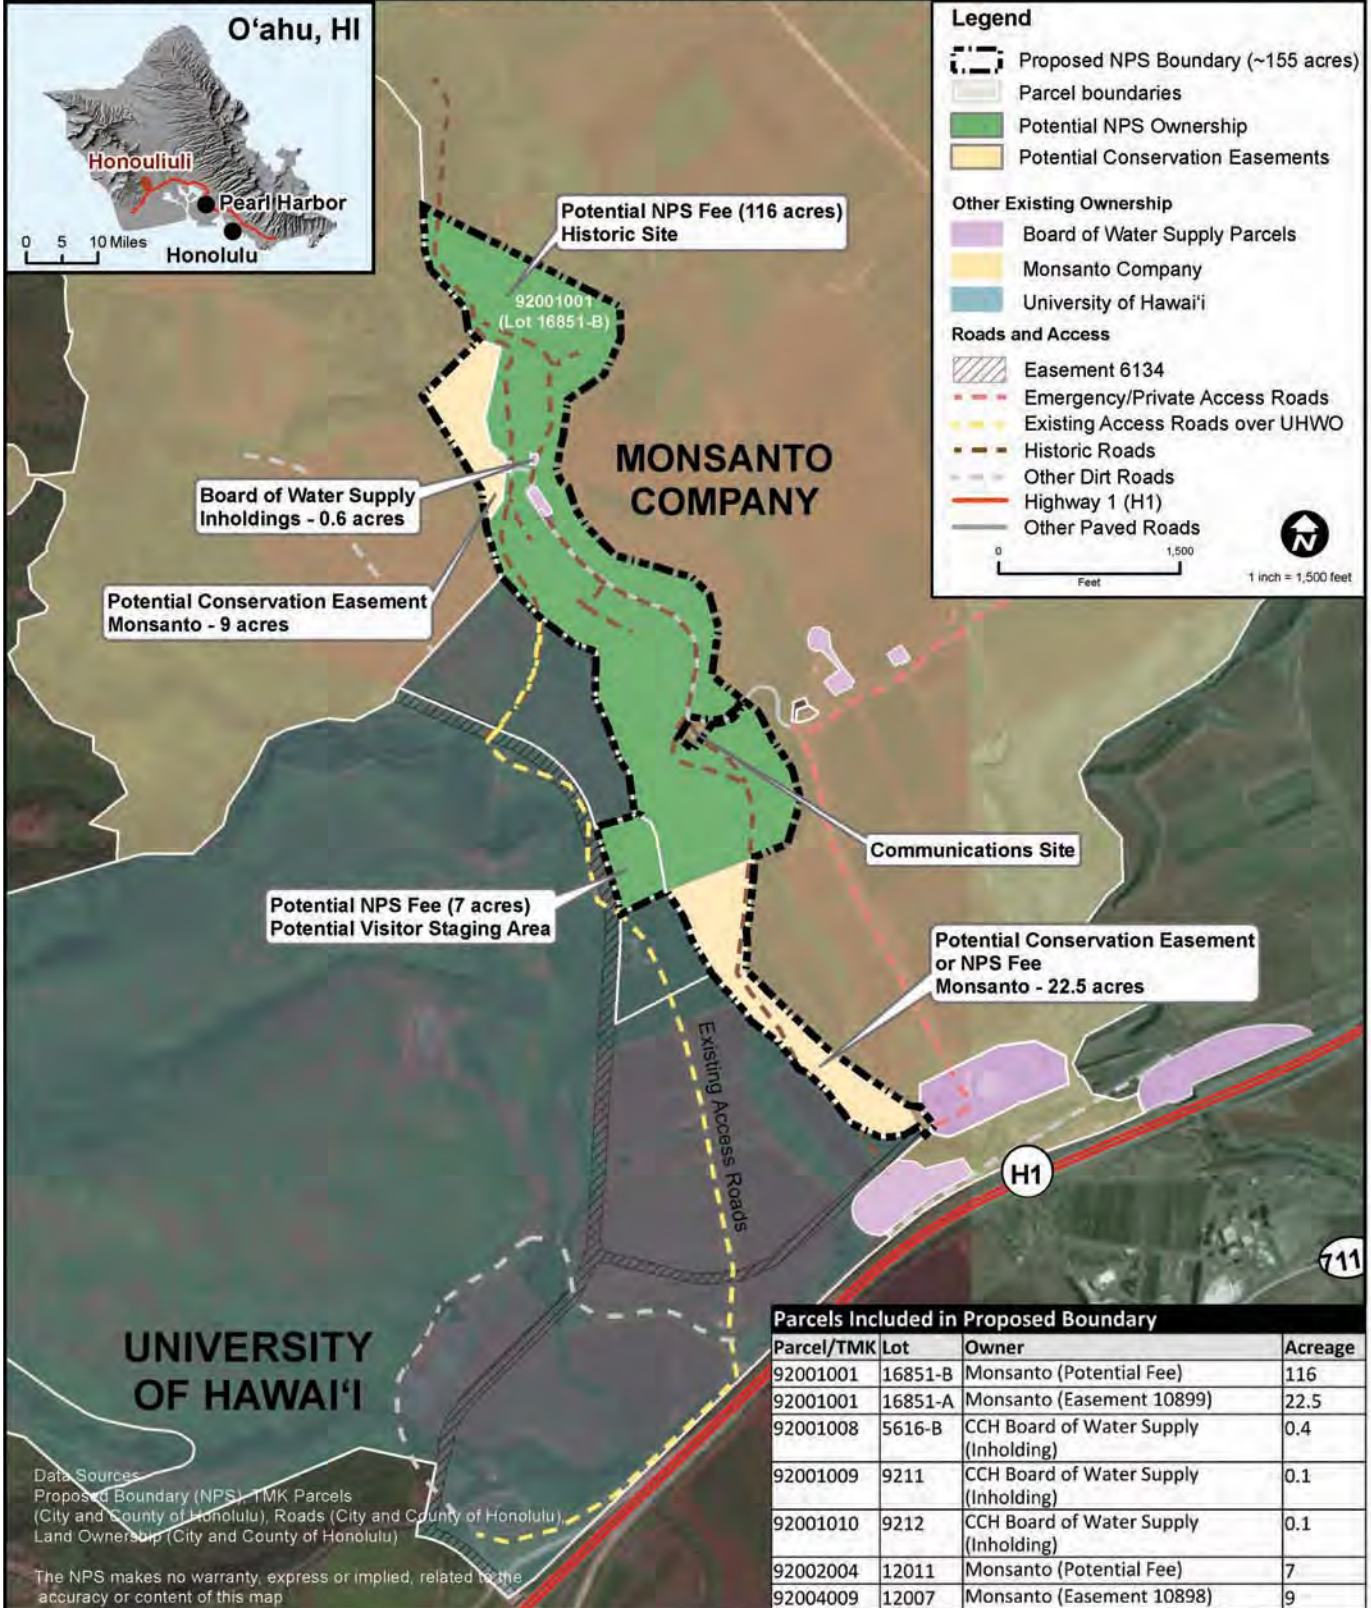 O‘ahu, HI
Honouliuli
Pearl Harbor
Honolulu
0 5 10 Miles
Legend
Proposed NPS Boundary (~155 acres)
Parcel boundaries
Potential NPS Ownership
Potential Conservation Easements
Other Existing Ownership
Board of Water Supply Parcels
Monsanto Company
University of Hawai‘i
Roads and Access
Easement 6134
Emergency/Private Access Roads
Existing Access Roads over UHWO
Historic Roads
Other Dirt Roads
Highway 1 (H1)
Other Paved Roads
0 1,500
Feet
N
1 inch = 1,500 feet
Potential NPS Fee (116 acres)
Historic Site
92001001
(Lot 16851-B)
MONSANTO
COMPANY
Board of Water Supply
Inholdings - 0.6 acres
Potential Conservation Easement
Monsanto - 9 acres
Communications Site
Potential NPS Fee (7 acres)
Potential Visitor Staging Area
Potential Conservation Easement
or NPS Fee
Monsanto - 22.5 acres
Existing Access Roads
H1
711
UNIVERSITY
OF HAWAI‘I
Data Sources
Proposed Boundary (NPS), TMK Parcels
(City and County of Honolulu), Roads (City and County of Honolulu),
Land Ownership (City and County of Honolulu)
The NPS makes no warranty, express or implied, related to the
accuracy or content of this map
Parcels Included in Proposed Boundary
Parcel/TMK Lot Owner Acreage
92001001 16851-B Monsanto (Potential Fee) 116
92001001 16851-A Monsanto (Easement 10899) 22.5
92001008 5616-B CCH Board of Water Supply 0.4
(Inholding)
92001009 9211 CCH Board of Water Supply 0.1
(Inholding)
92001010 9212 CCH Board of Water Supply 0.1
(Inholding)
92002004 12011 Monsanto (Potential Fee) 7
92004009 12007 Monsanto (Easement 10898) 9